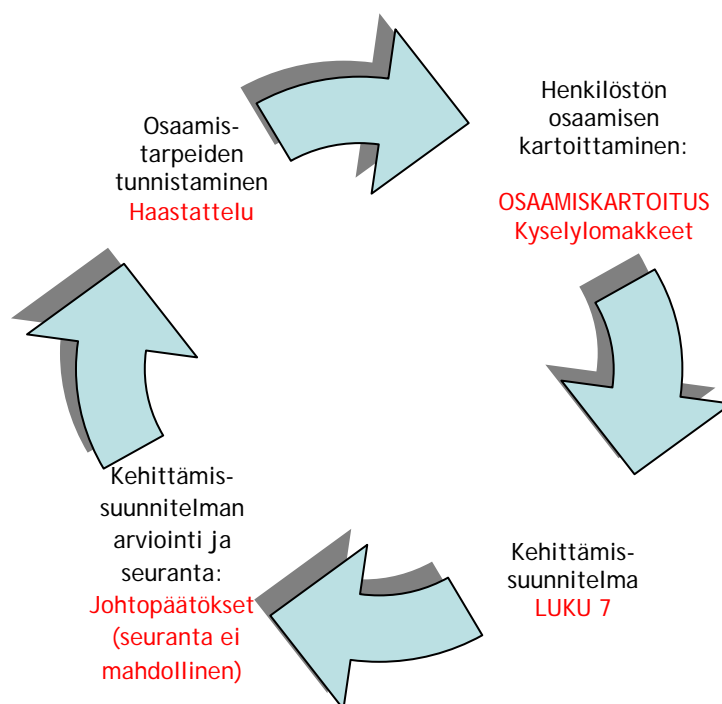 Osaamis-
tarpeiden
tunnistaminen
Haastattelu
Henkilöstön
osaamisen
kartoittaminen:
OSAAMISKARTOITUS
Kyselylomakkeet
Kehittämis-
suunnitelma
LUKU 7
Kehittämis-
suunnitelman
arviointi ja
seuranta:
Johtopäätökset
(seuranta ei
mahdollinen)